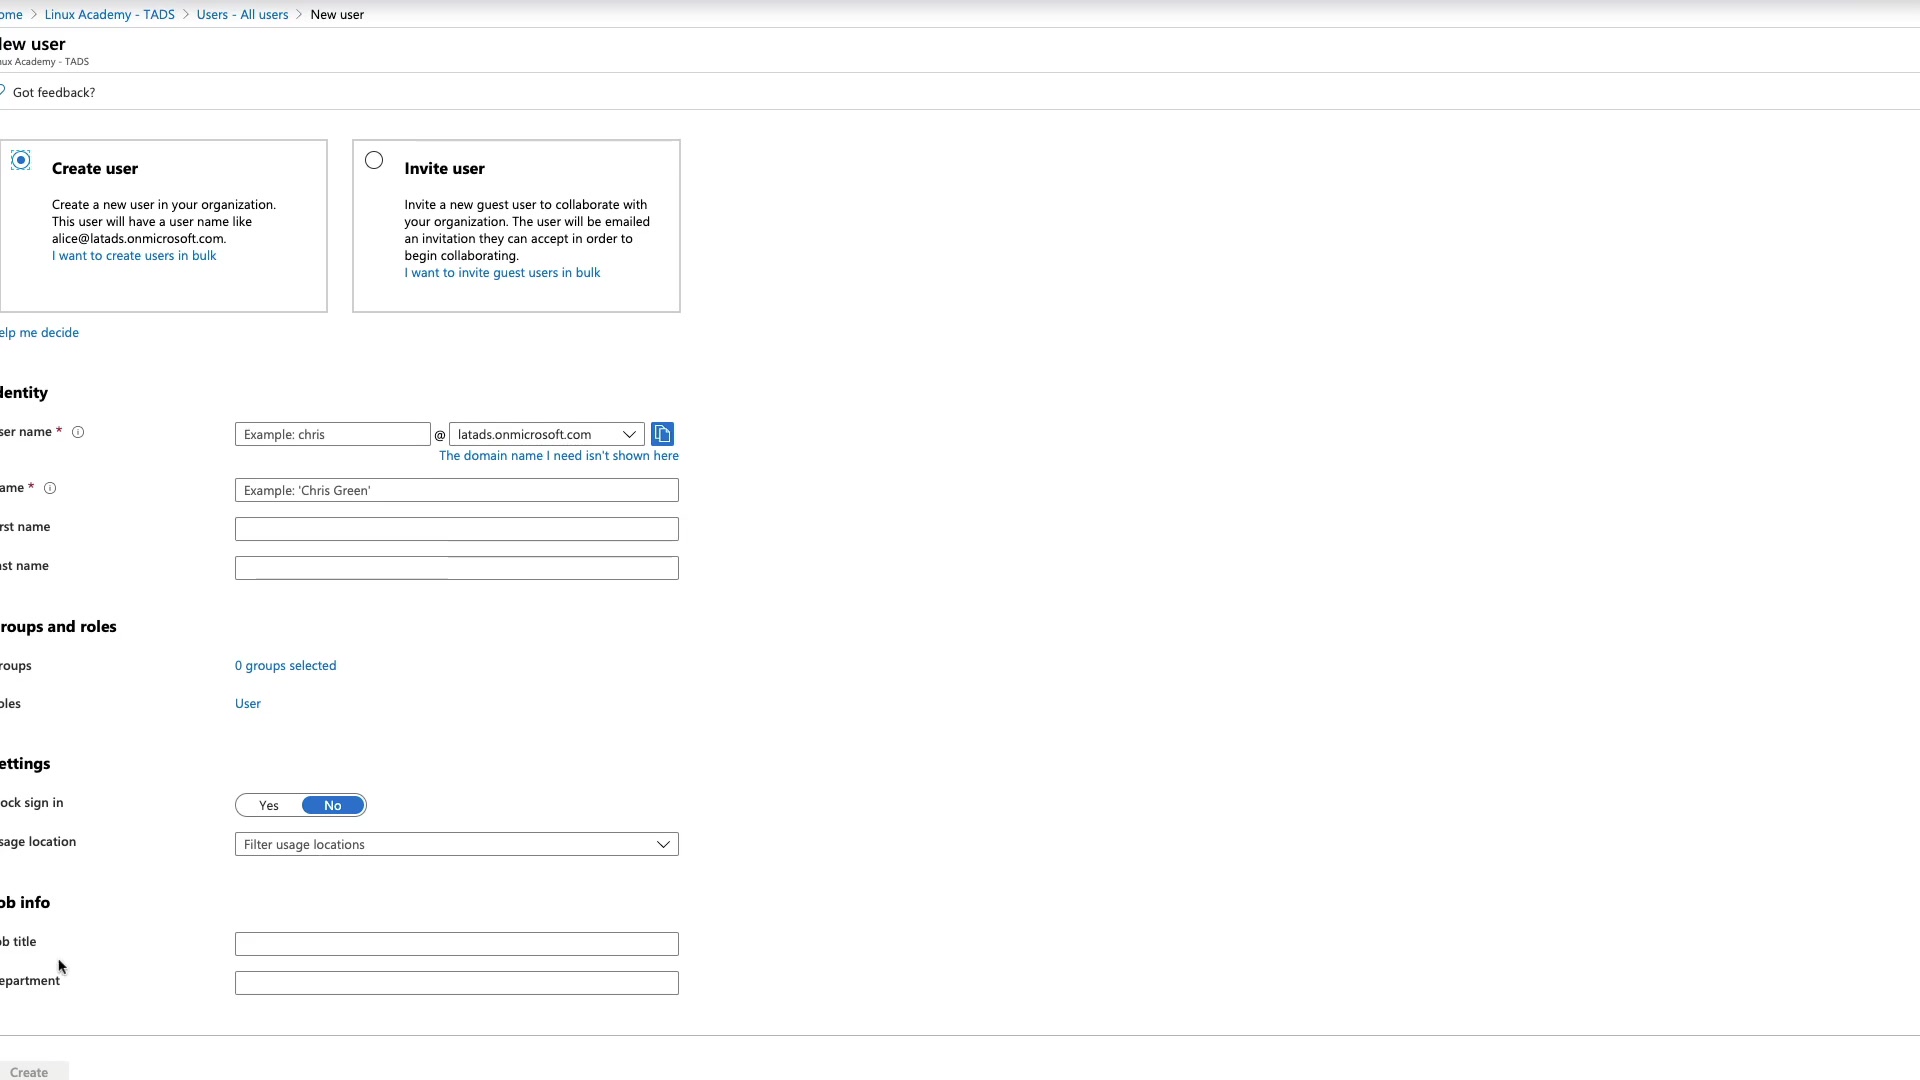 ome > Linux Academy - TADS > Users - All users > New user
lew user
nux Academy - TADS
Got feedback?
Create user
Create a new user in your organization.
This user will have a user name like
alice@latads.onmicrosoft.com.
I want to create users in bulk
Invite user
Invite a new guest user to collaborate with
your organization. The user will be emailed
an invitation they can accept in order to
begin collaborating.
I want to invite guest users in bulk
elp me decide
dentity
ser name * Example: chris @ latads.onmicrosoft.com
The domain name I need isn't shown here
ame * Example: 'Chris Green'
rst name
ast name
roups and roles
roups 0 groups selected
oles User
ettings
ock sign in Yes No
sage location Filter usage locations
ob info
ob title
epartment
Create